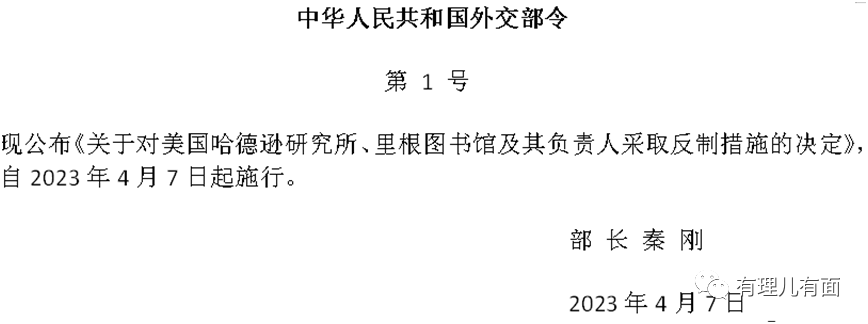 中华人民共和国外交部令
第 1 号
现公布《关于对美国哈德逊研究所、里根图书馆及其负责人采取反制措施的决定》，
自 2023 年 4 月 7 日起施行。
部 长 秦 刚
有理儿有面
2023 年 4 月 7 日